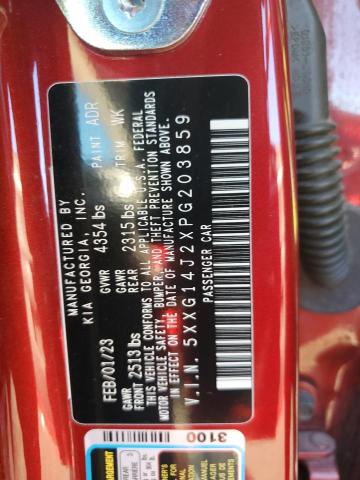 MANUFACTURED BY
KIA GEORGIA, INC.
PAINT ADR
GVWR
4354 lbs
TRIM WK
FEB/01/23
GAWR
FRONT 2513 lbs
GAWR
REAR 2315 lbs
THIS VEHICLE CONFORMS TO ALL APPLICABLE U.S.A. FEDERAL
MOTOR VEHICLE SAFETY, BUMPER, AND THEFT PREVENTION STANDARDS
IN EFFECT ON THE DATE OF MANUFACTURE SHOWN ABOVE.
V.I.N. 5XXG14J2XPG203859
PASSENGER CAR
3100